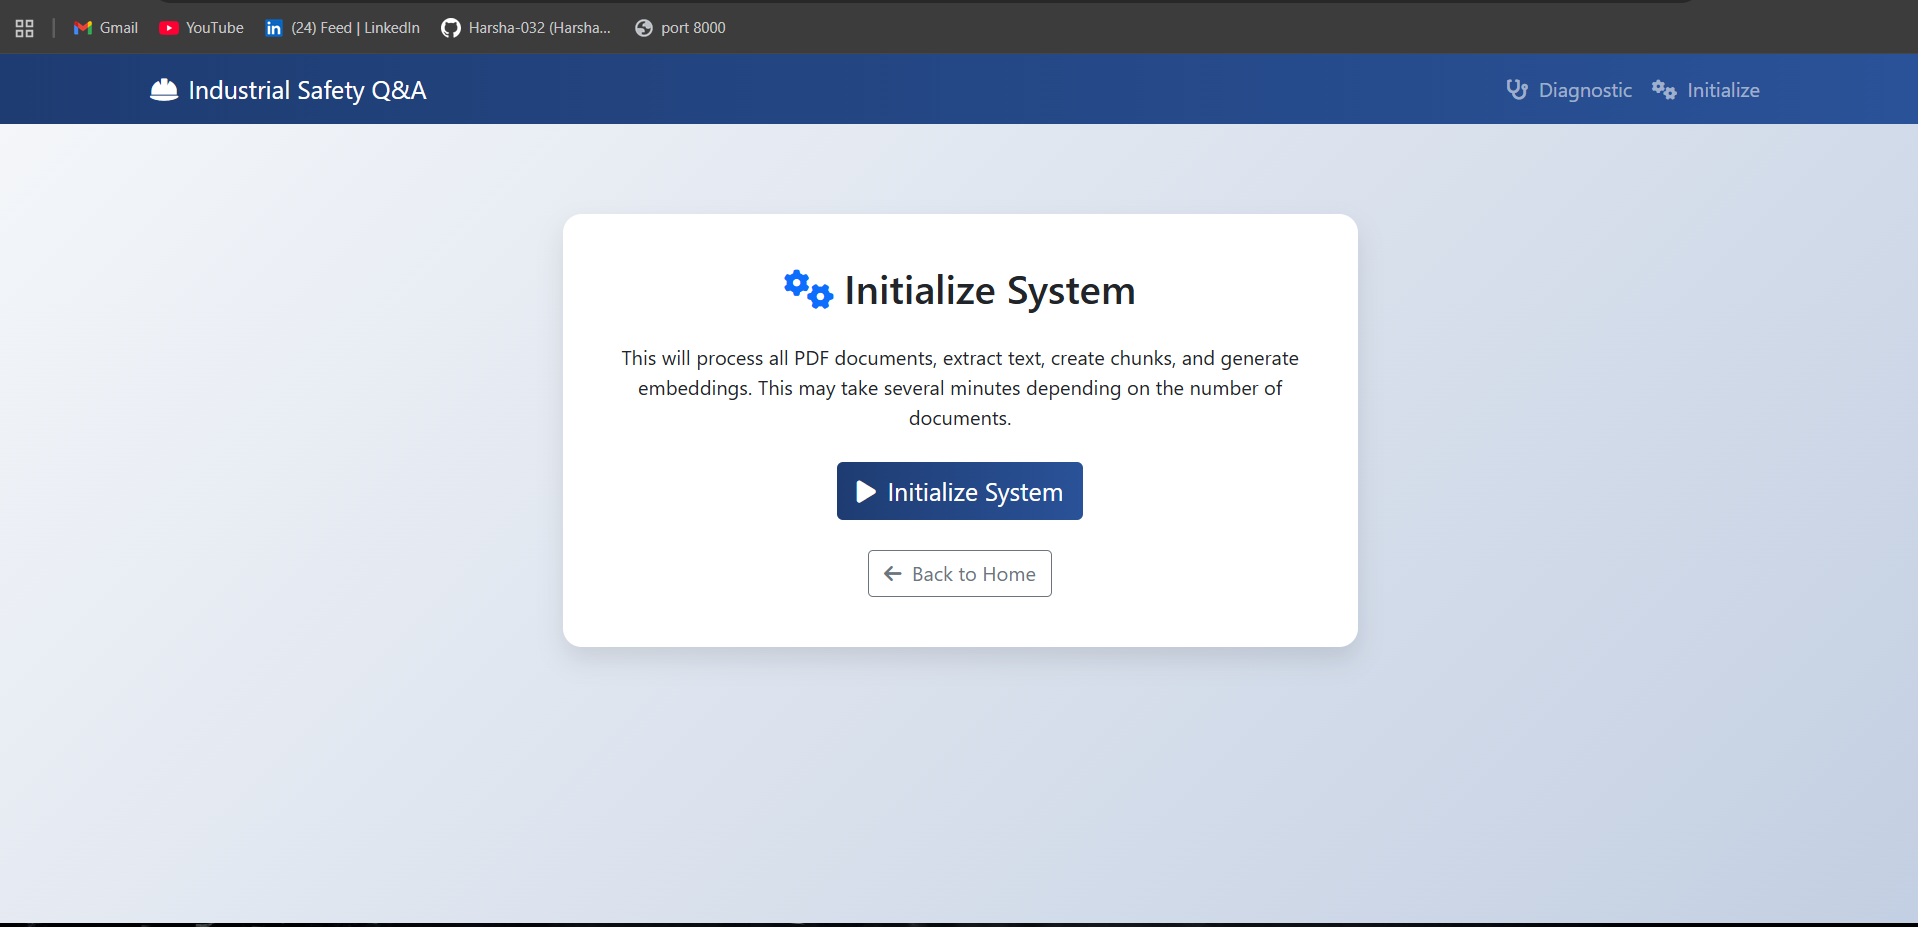 Gmail YouTube (24) Feed | LinkedIn Harsha-032 (Harsha... port 8000
Industrial Safety Q&A Diagnostic Initialize
Initialize System
This will process all PDF documents, extract text, create chunks, and generate
embeddings. This may take several minutes depending on the number of
documents.
Initialize System
Back to Home